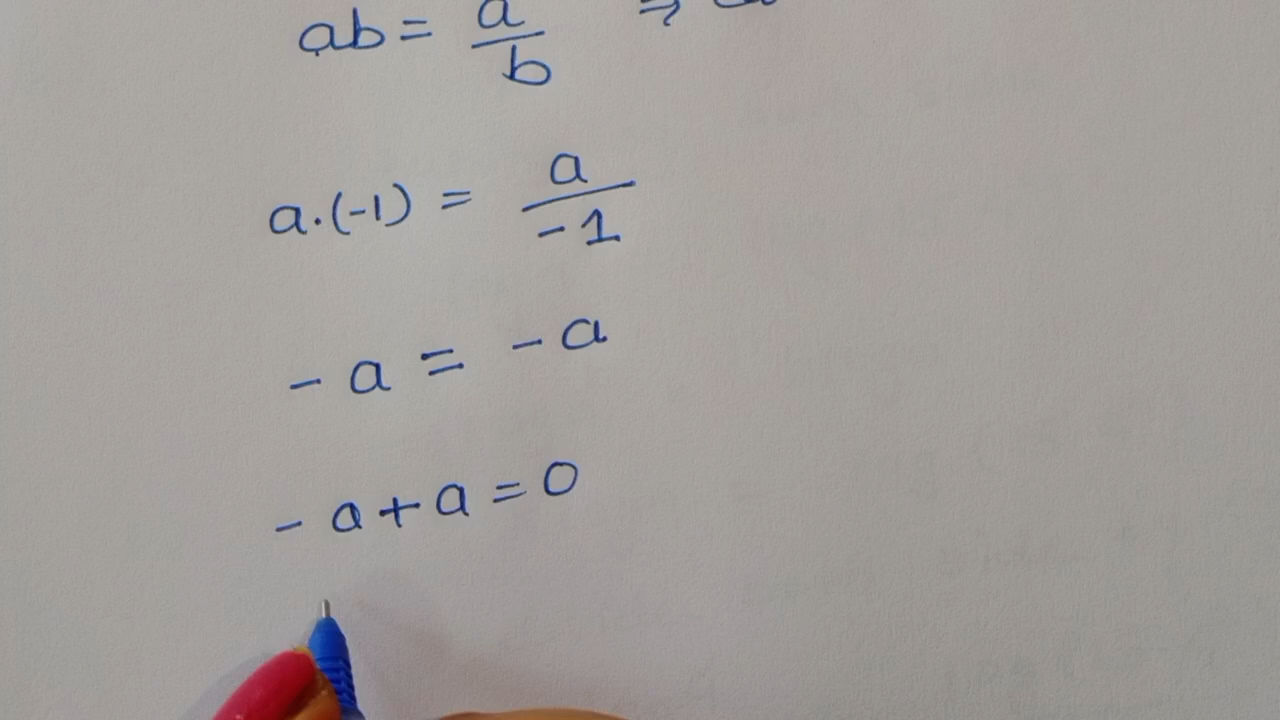 ab = a/b ⇒
a.(-1) = a/-1
- a = - a
- a + a = 0